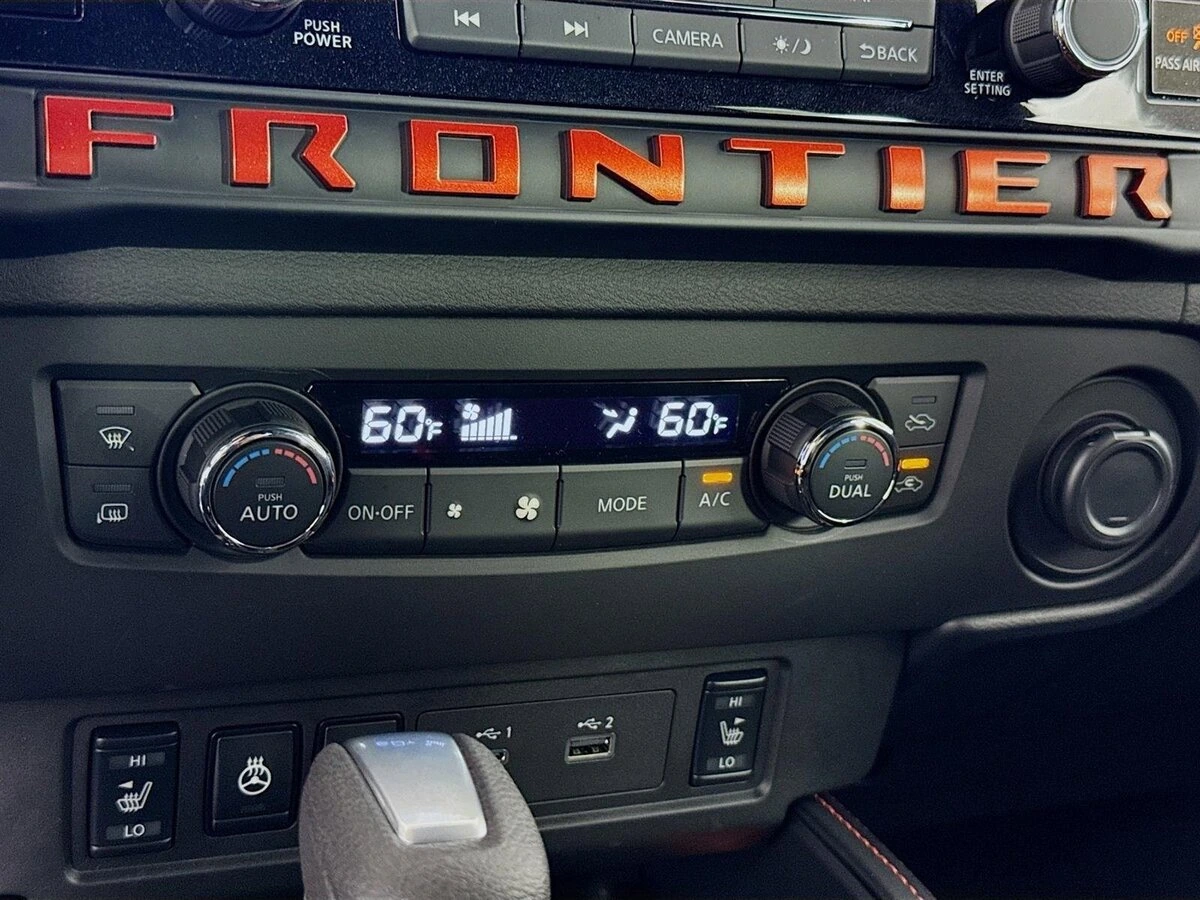 PUSH
POWER
CAMERA
BACK
ENTER
SETTING
OFF
PASS AIR
FRONTIER
60°F
60°F
PUSH
AUTO
ON·OFF
MODE
A/C
PUSH
DUAL
HI
LO
1
2
HI
LO